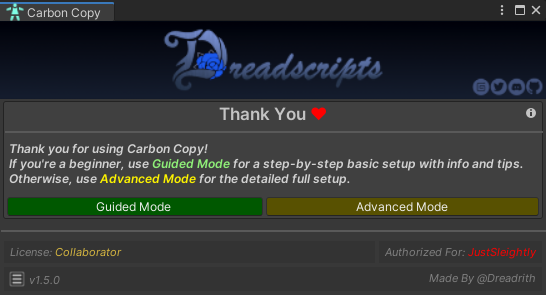 Carbon Copy
Dreadscripts
Thank You ❤
Thank you for using Carbon Copy!
If you're a beginner, use Guided Mode for a step-by-step basic setup with info and tips.
Otherwise, use Advanced Mode for the detailed full setup.
Guided Mode Advanced Mode
License: Collaborator Authorized For: JustSleightly
v1.5.0 Made By @Dreadrith